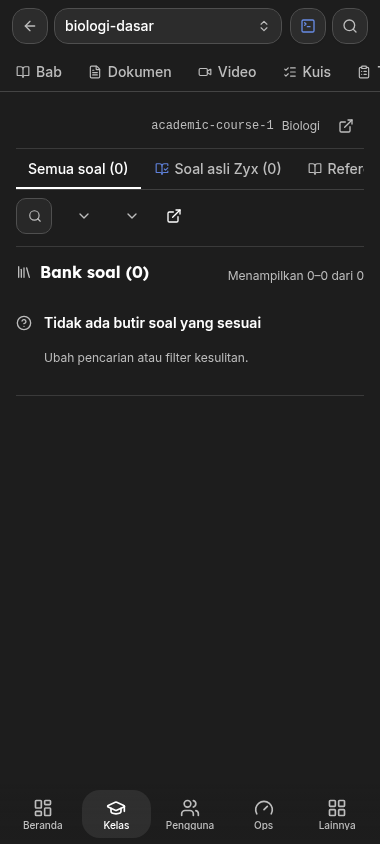 biologi-dasar
Bab Dokumen Video Kuis
academic-course-1 Biologi
Semua soal (0) Soal asli Zyx (0) Refer
Bank soal (0) Menampilkan 0–0 dari 0
Tidak ada butir soal yang sesuai
Ubah pencarian atau filter kesulitan.
Beranda Kelas Pengguna Ops Lainnya